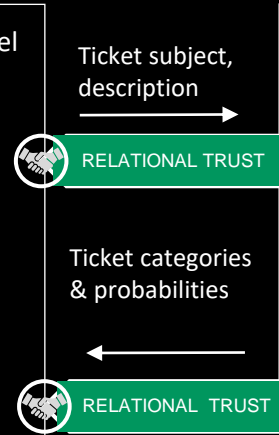 el
Ticket subject,
description
RELATIONAL TRUST
Ticket categories
& probabilities
RELATIONAL TRUST